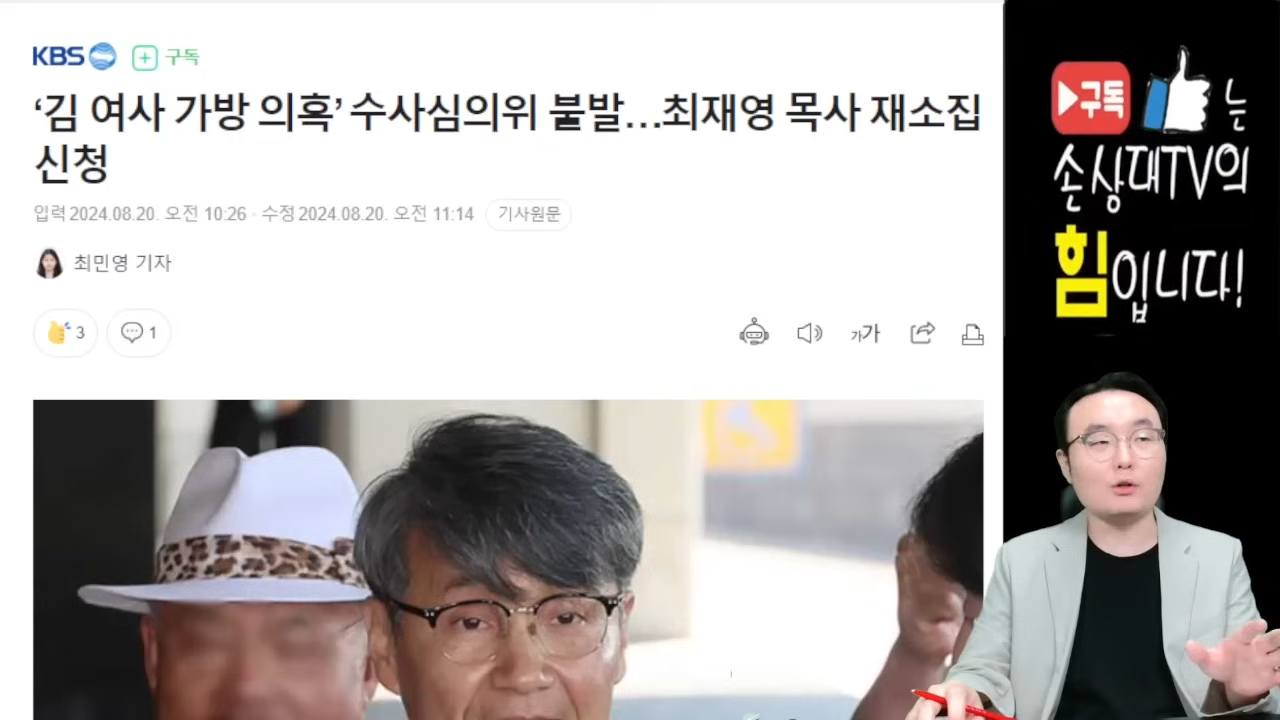 KBS 구독
‘김 여사 가방 의혹’ 수사심의위 불발…최재영 목사 재소집
신청
입력 2024.08.20. 오전 10:26 · 수정 2024.08.20. 오전 11:14 기사원문
최민영 기자
3 1
가가
구독 는
손상대TV의
힘입니다!